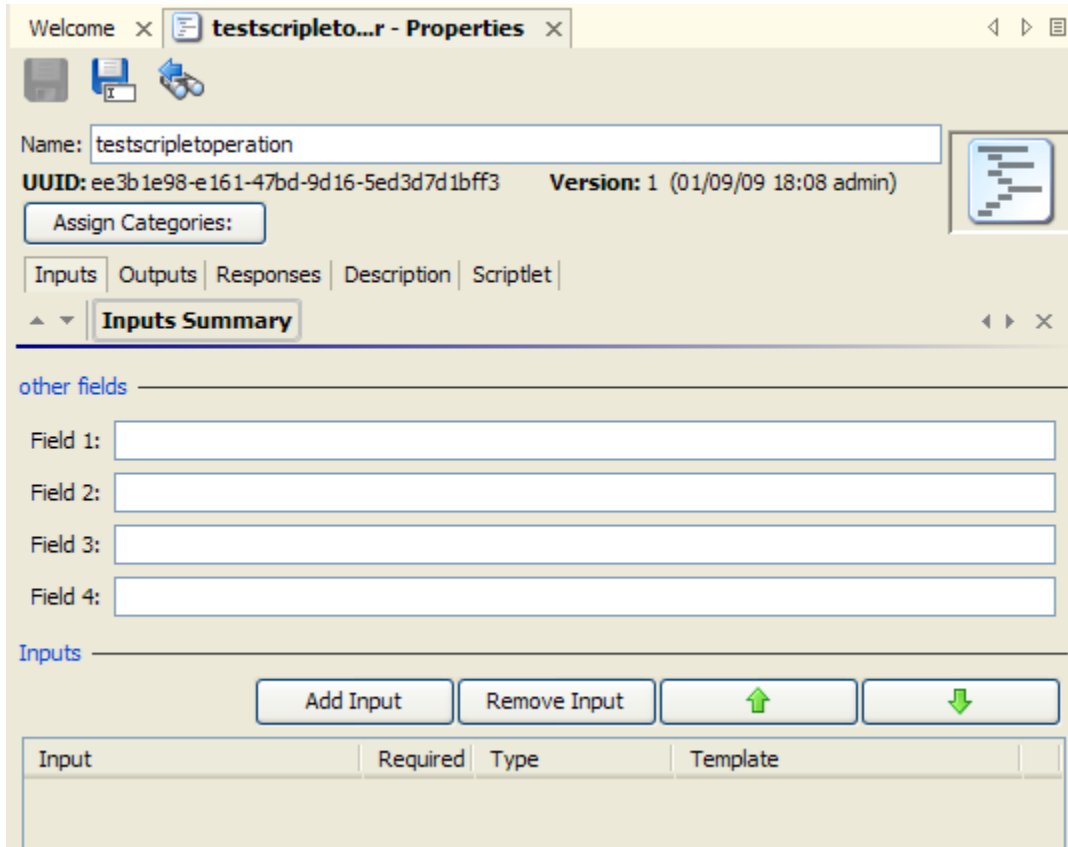 Welcome testscripleto...r - Properties
Name: testscripletoperation
UUID: ee3b1e98-e161-47bd-9d16-5ed3d7d1bff3 Version: 1 (01/09/09 18:08 admin)
Assign Categories:
Inputs Outputs Responses Description Scriptlet
Inputs Summary
other fields
Field 1:
Field 2:
Field 3:
Field 4:
Inputs
Add Input Remove Input
Input Required Type Template